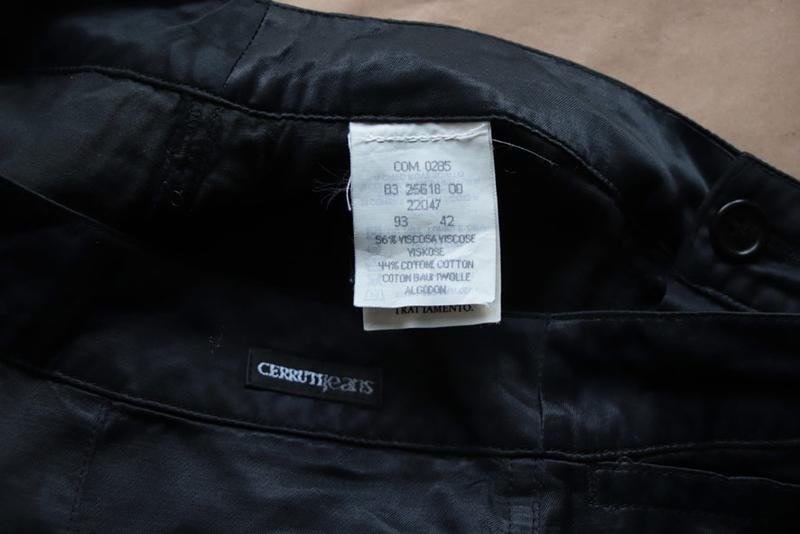 COM. 0285
B3 25618 00
22047
93 42
56% VISCOSA VISCOSE
VISKOSE
44% COTONE COTTON
COTON BAUMWOLLE
ALGODON
TRATTAMENTO.
CERRUTI jeans